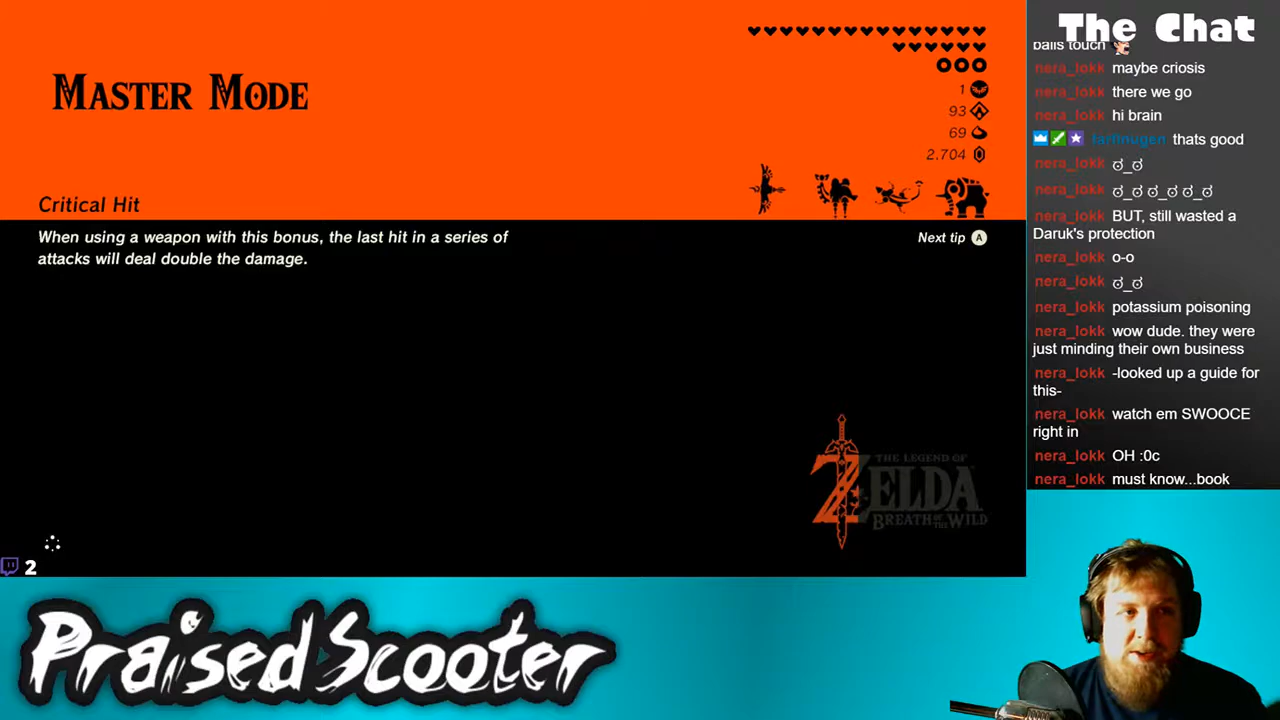 Master Mode
1
93
69
2.704
Critical Hit
When using a weapon with this bonus, the last hit in a series of
attacks will deal double the damage.
Next tip A
THE LEGEND OF
ZELDA
BREATH OF THE WILD
2
PraisedScooter
The Chat
balls touch
nera_lokk maybe criosis
nera_lokk there we go
nera_lokk hi brain
thats good
nera_lokk ಠ_ಠ
nera_lokk ಠ_ಠ ಠ_ಠ ಠ_ಠ
nera_lokk BUT, still wasted a
Daruk's protection
nera_lokk o-o
nera_lokk ಠ_ಠ
nera_lokk potassium poisoning
nera_lokk wow dude. they were
just minding their own business
nera_lokk -looked up a guide for
this-
nera_lokk watch em SWOOCE
right in
nera_lokk OH :0c
nera_lokk must know...book